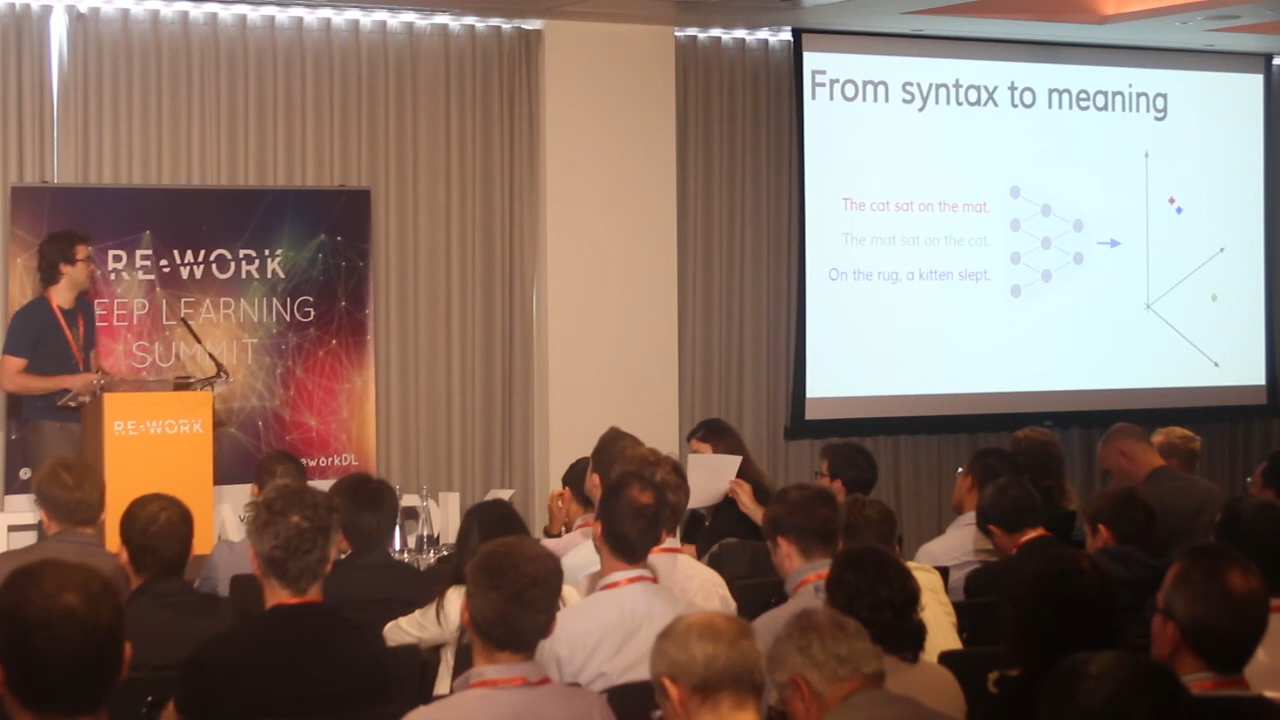 RE•WORK
EEP LEARNING
SUMMIT
RE•WORK
eworkDL
From syntax to meaning
The cat sat on the mat.
The mat sat on the cat.
On the rug, a kitten slept.